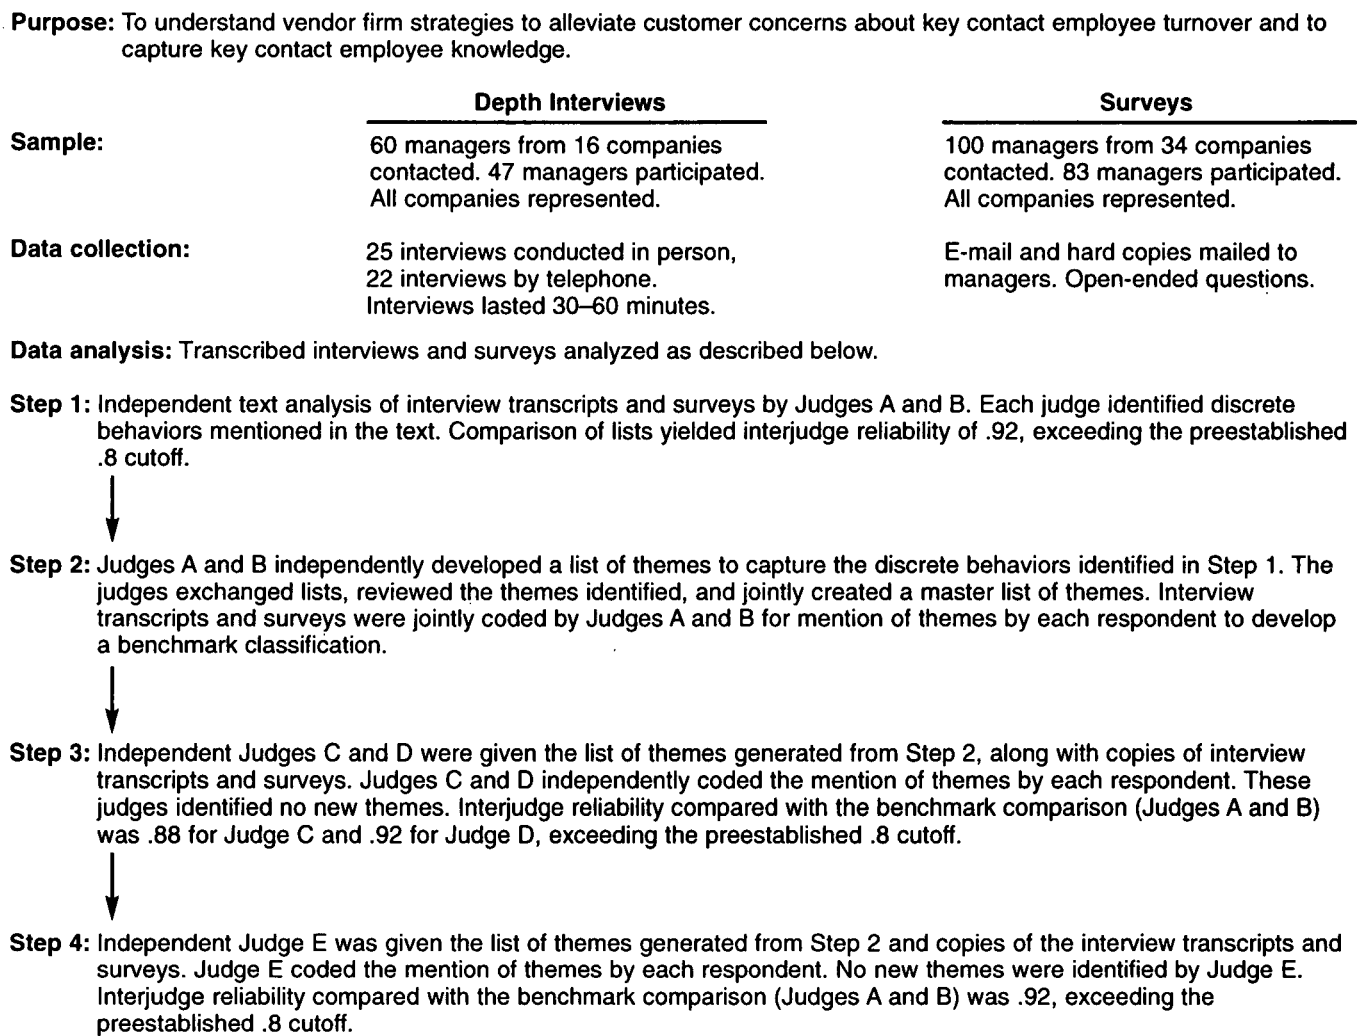 Purpose: To understand vendor firm strategies to alleviate customer concerns about key contact employee turnover and to
capture key contact employee knowledge.
Depth Interviews Surveys
Sample: 60 managers from 16 companies 100 managers from 34 companies
contacted. 47 managers participated. contacted. 83 managers participated.
All companies represented. All companies represented.
Data collection: 25 interviews conducted in person, E-mail and hard copies mailed to
22 interviews by telephone. managers. Open-ended questions.
Interviews lasted 30–60 minutes.
Data analysis: Transcribed interviews and surveys analyzed as described below.
Step 1: Independent text analysis of interview transcripts and surveys by Judges A and B. Each judge identified discrete
behaviors mentioned in the text. Comparison of lists yielded interjudge reliability of .92, exceeding the preestablished
.8 cutoff.
Step 2: Judges A and B independently developed a list of themes to capture the discrete behaviors identified in Step 1. The
judges exchanged lists, reviewed the themes identified, and jointly created a master list of themes. Interview
transcripts and surveys were jointly coded by Judges A and B for mention of themes by each respondent to develop
a benchmark classification.
Step 3: Independent Judges C and D were given the list of themes generated from Step 2, along with copies of interview
transcripts and surveys. Judges C and D independently coded the mention of themes by each respondent. These
judges identified no new themes. Interjudge reliability compared with the benchmark comparison (Judges A and B)
was .88 for Judge C and .92 for Judge D, exceeding the preestablished .8 cutoff.
Step 4: Independent Judge E was given the list of themes generated from Step 2 and copies of the interview transcripts and
surveys. Judge E coded the mention of themes by each respondent. No new themes were identified by Judge E.
Interjudge reliability compared with the benchmark comparison (Judges A and B) was .92, exceeding the
preestablished .8 cutoff.